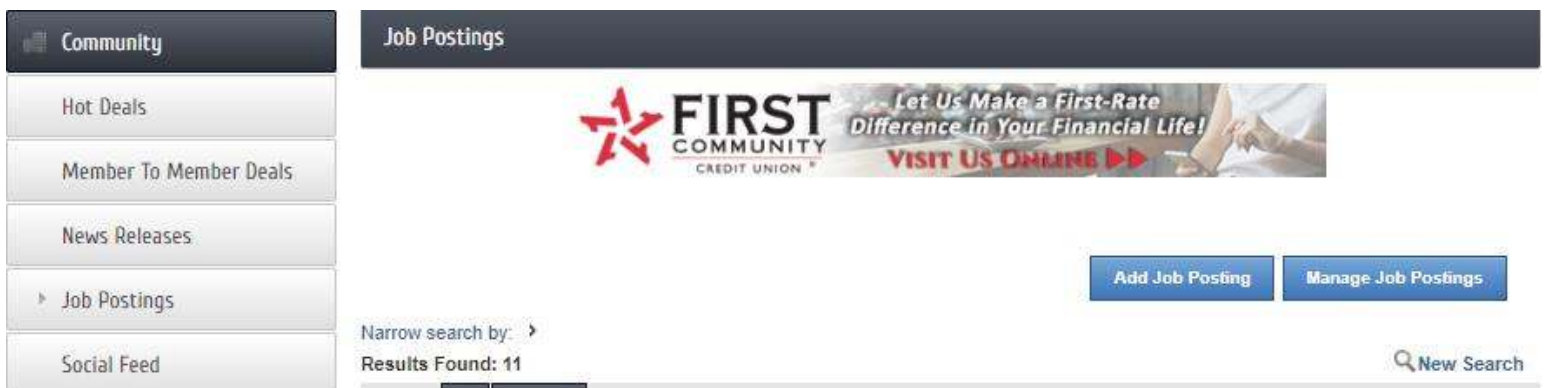 Community
Hot Deals
Member To Member Deals
News Releases
Job Postings
Social Feed
Job Postings
FIRST
COMMUNITY
CREDIT UNION ®
Let Us Make a First-Rate
Difference in Your Financial Life!
VISIT US ONLINE
Add Job Posting
Manage Job Postings
Narrow search by:
Results Found: 11
New Search